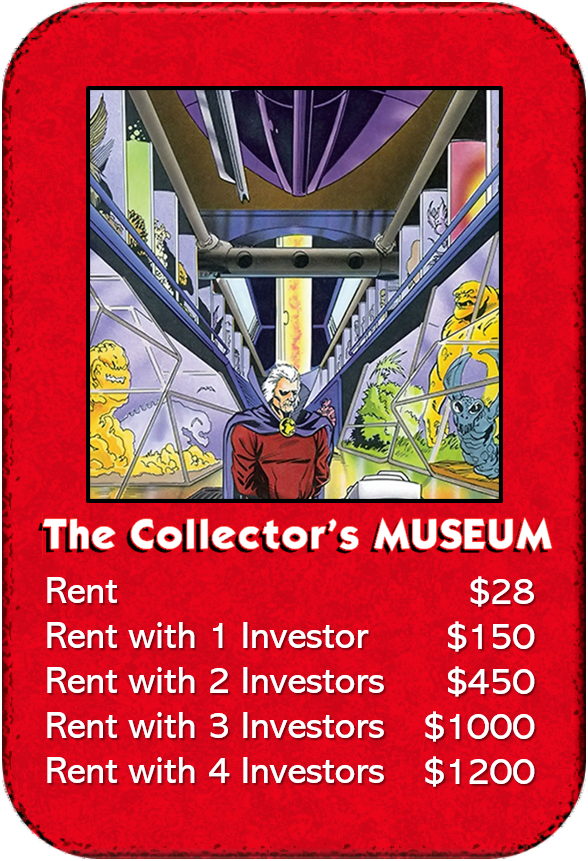 The Collector's MUSEUM
Rent $28
Rent with 1 Investor $150
Rent with 2 Investors $450
Rent with 3 Investors $1000
Rent with 4 Investors $1200